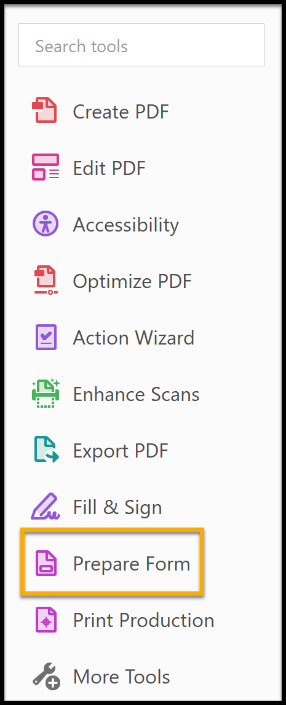 Search tools
Create PDF
Edit PDF
Accessibility
Optimize PDF
Action Wizard
Enhance Scans
Export PDF
Fill & Sign
Prepare Form
Print Production
More Tools